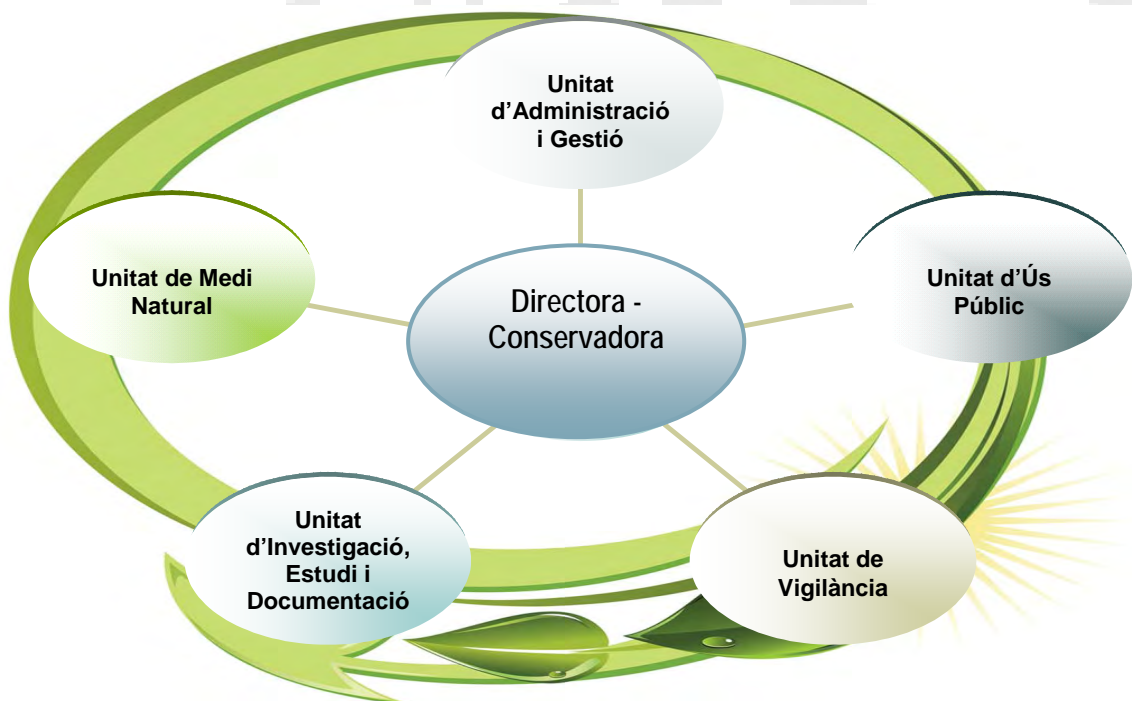 Unitat
d’Administració
i Gestió
Unitat de Medi
Natural
Directora -
Conservadora
Unitat d’Ús
Públic
Unitat
d’Investigació,
Estudi i
Documentació
Unitat de
Vigilància